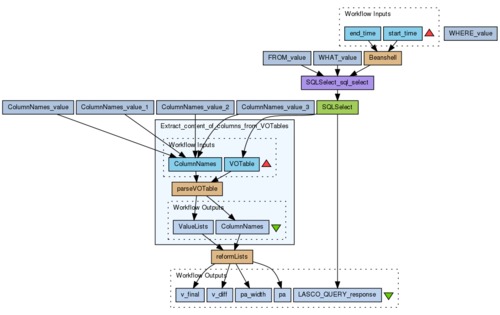 Workflow Inputs
end_time
start_time
WHERE_value
FROM_value
WHAT_value
Beanshell
SQLSelect_sql_select
ColumnNames_value
ColumnNames_value_1
ColumnNames_value_2
ColumnNames_value_3
SQLSelect
Extract_content_of_columns_from_VOTables
Workflow Inputs
ColumnNames
VOTable
parseVOTable
Workflow Outputs
ValueLists
ColumnNames
reformLists
Workflow Outputs
v_final
v_diff
pa_width
pa
LASCO_QUERY_response